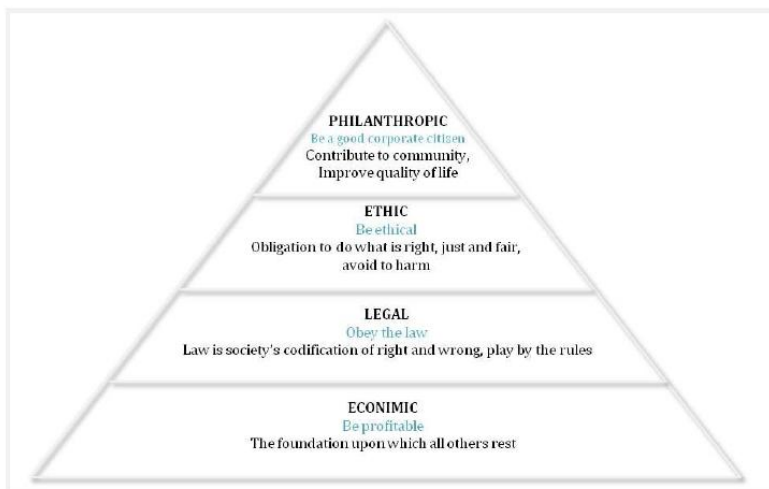 PHILANTHROPIC
Be a good corporate citizen
Contribute to community,
Improve quality of life
ETHIC
Be ethical
Obligation to do what is right, just and fair,
avoid to harm
LEGAL
Obey the law
Law is society's codification of right and wrong, play by the rules
ECONIMIC
Be profitable
The foundation upon which all others rest